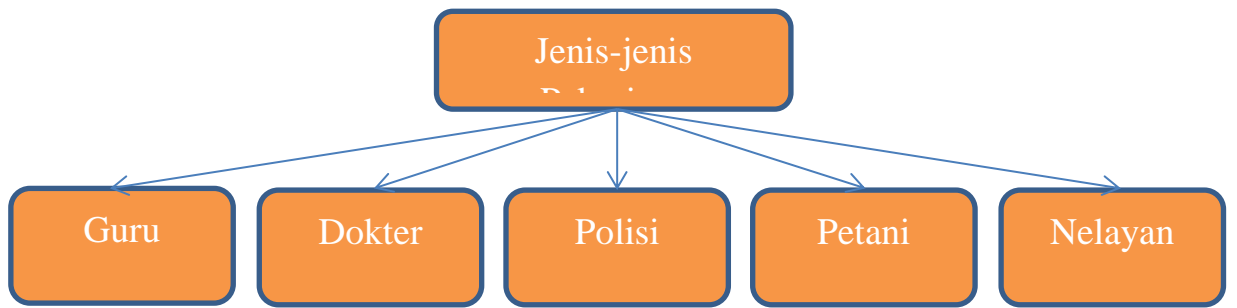 Jenis-jenis
Guru
Dokter
Polisi
Petani
Nelayan